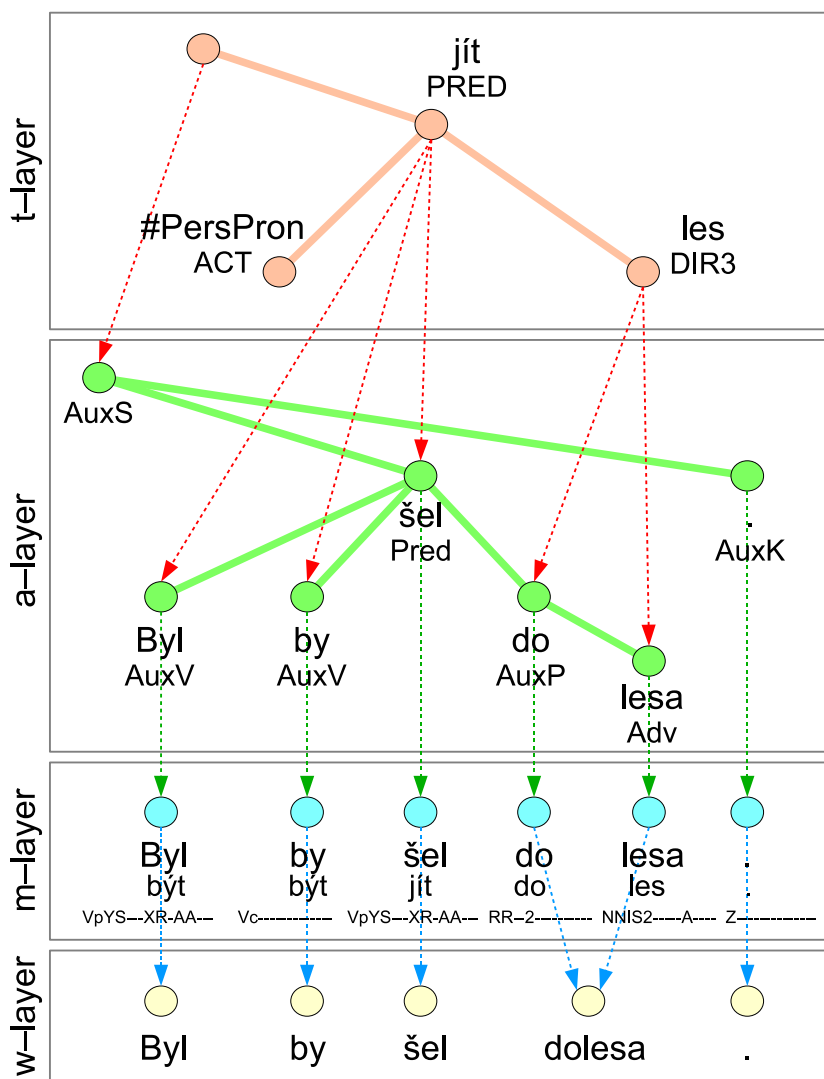 t–layer
jít
PRED
#PersPron
ACT
les
DIR3
a–layer
AuxS
šel
Pred
.
AuxK
Byl
AuxV
by
AuxV
do
AuxP
lesa
Adv
m–layer
Byl by šel do lesa .
být být jít do les .
VpYS---XR-AA--- Vc------------- VpYS---XR-AA--- RR--2---------- NNIS2-----A---- Z--------------
w–layer
Byl by šel dolesa .